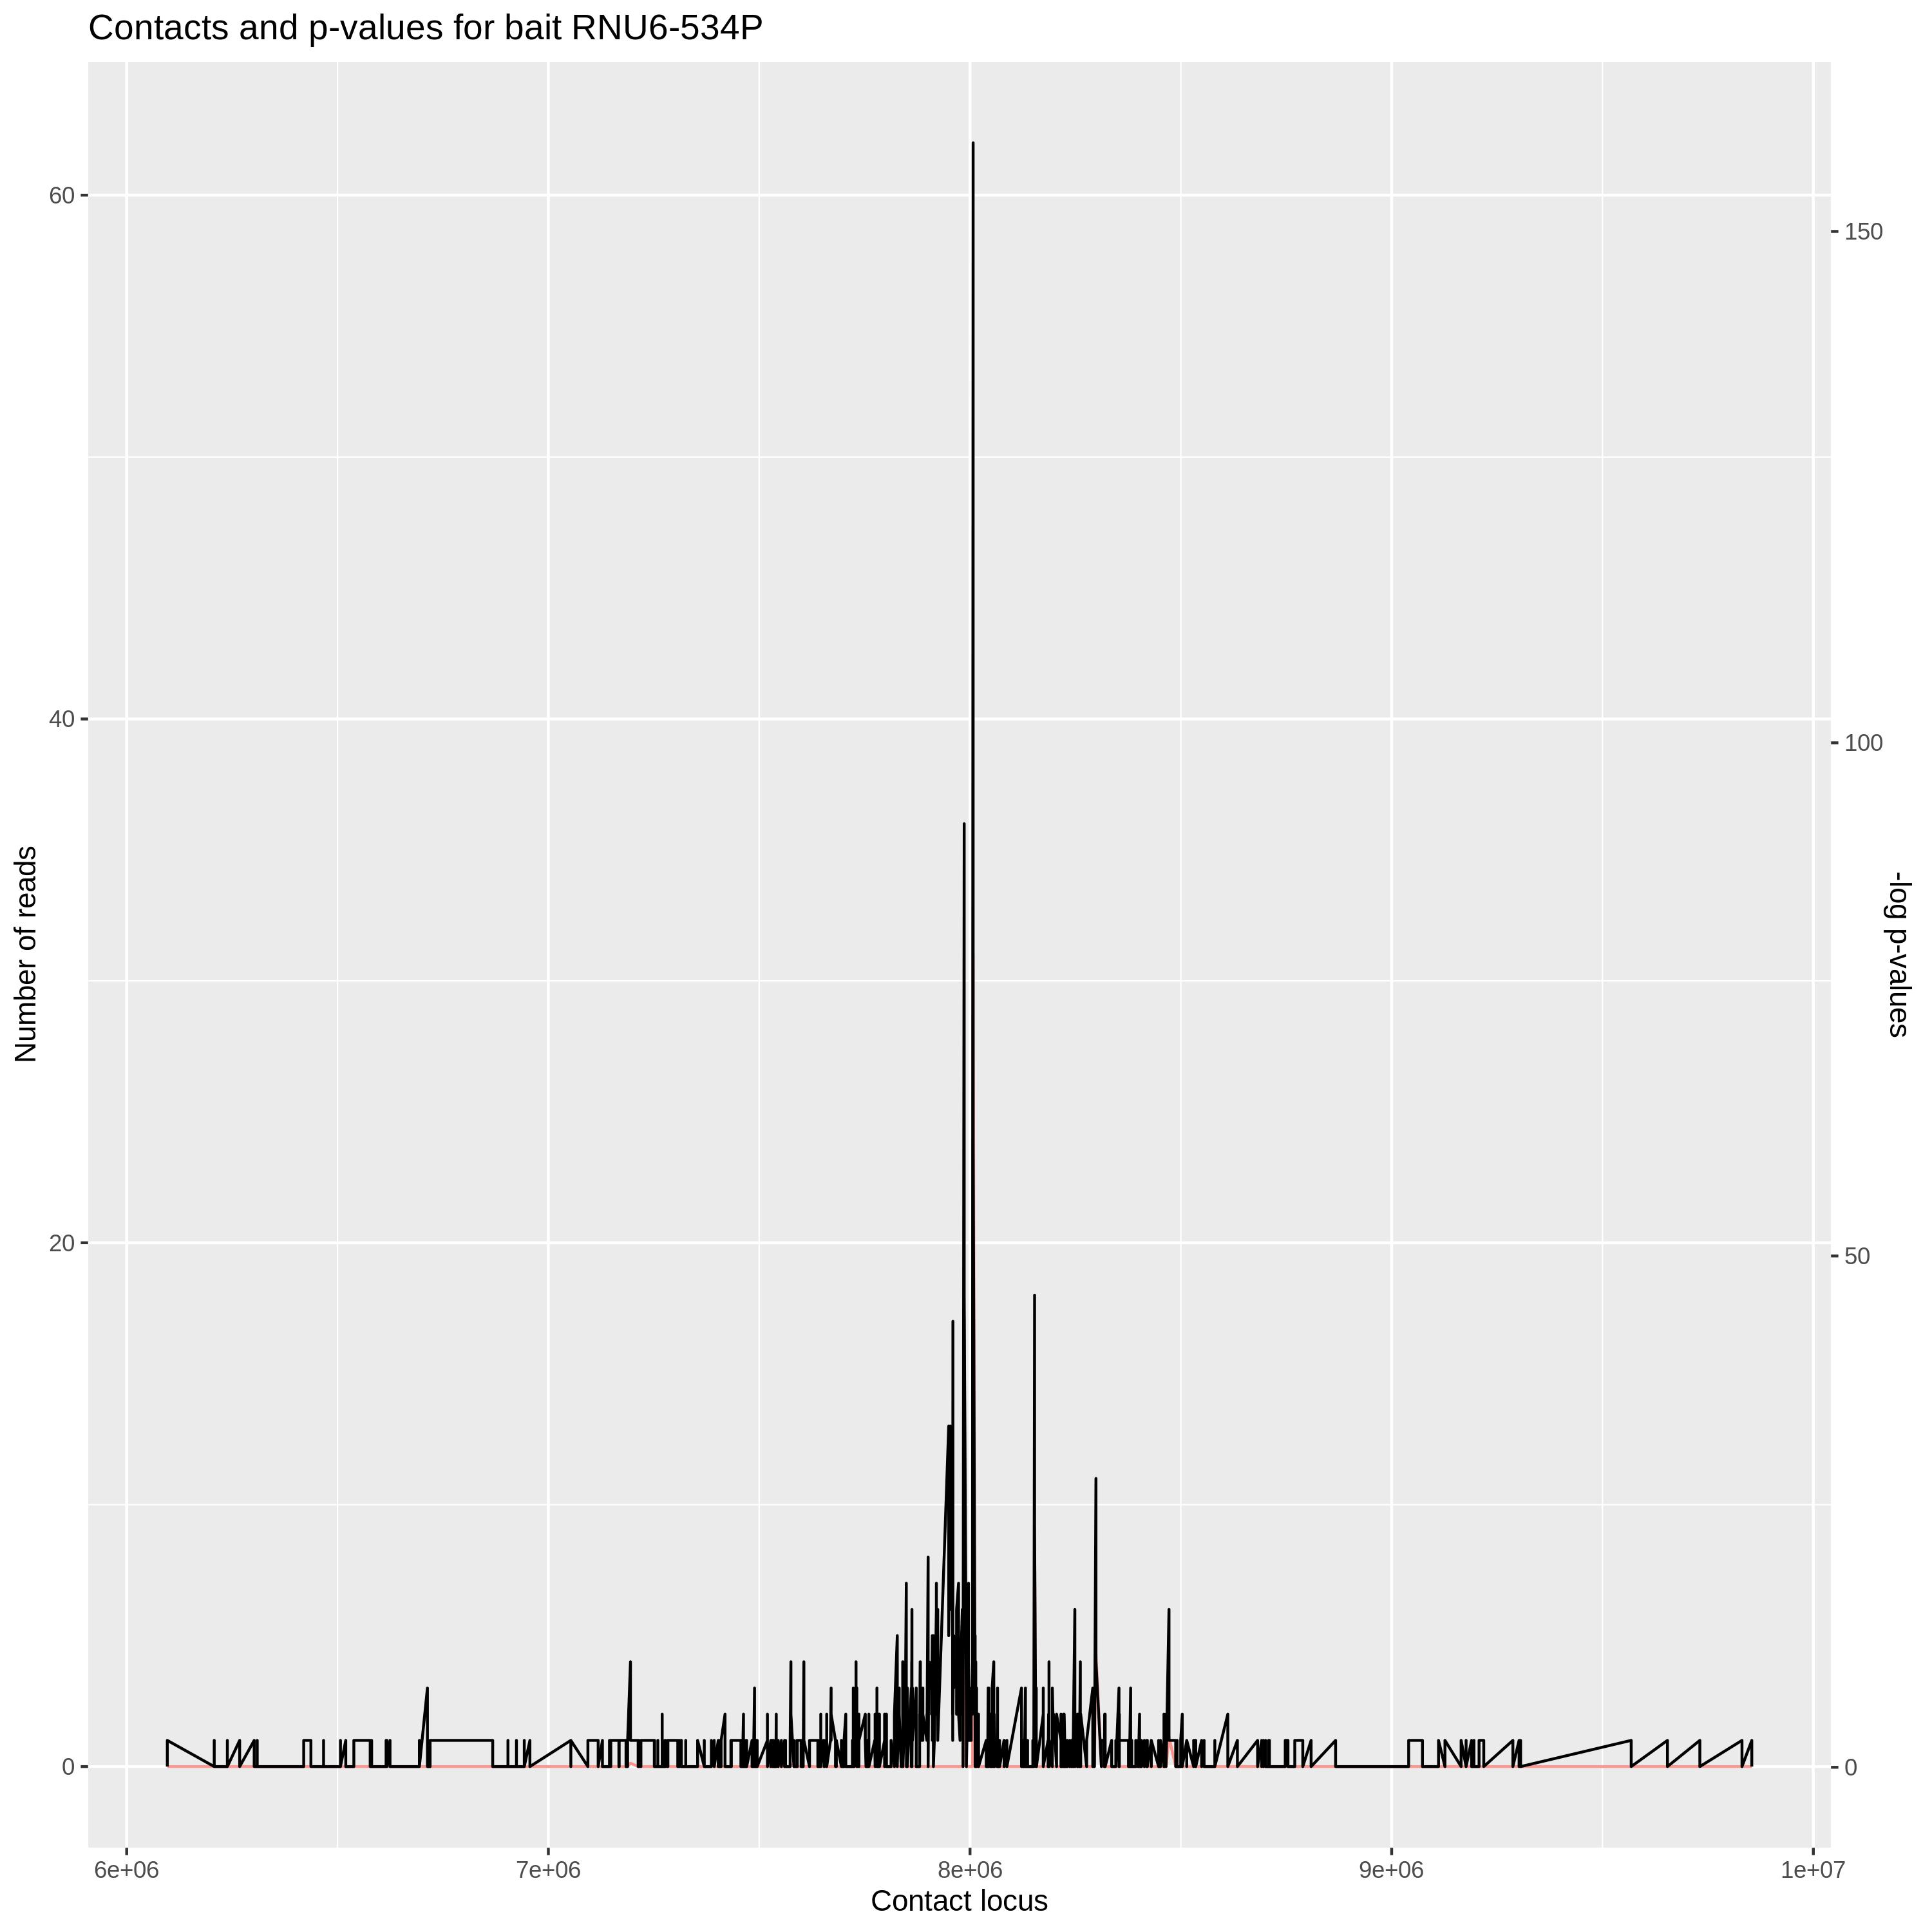 Contacts and p-values for bait RNU6-534P
60
40
20
0
150
100
50
0
Number of reads
-log p-values
6e+06
7e+06
8e+06
9e+06
1e+07
Contact locus